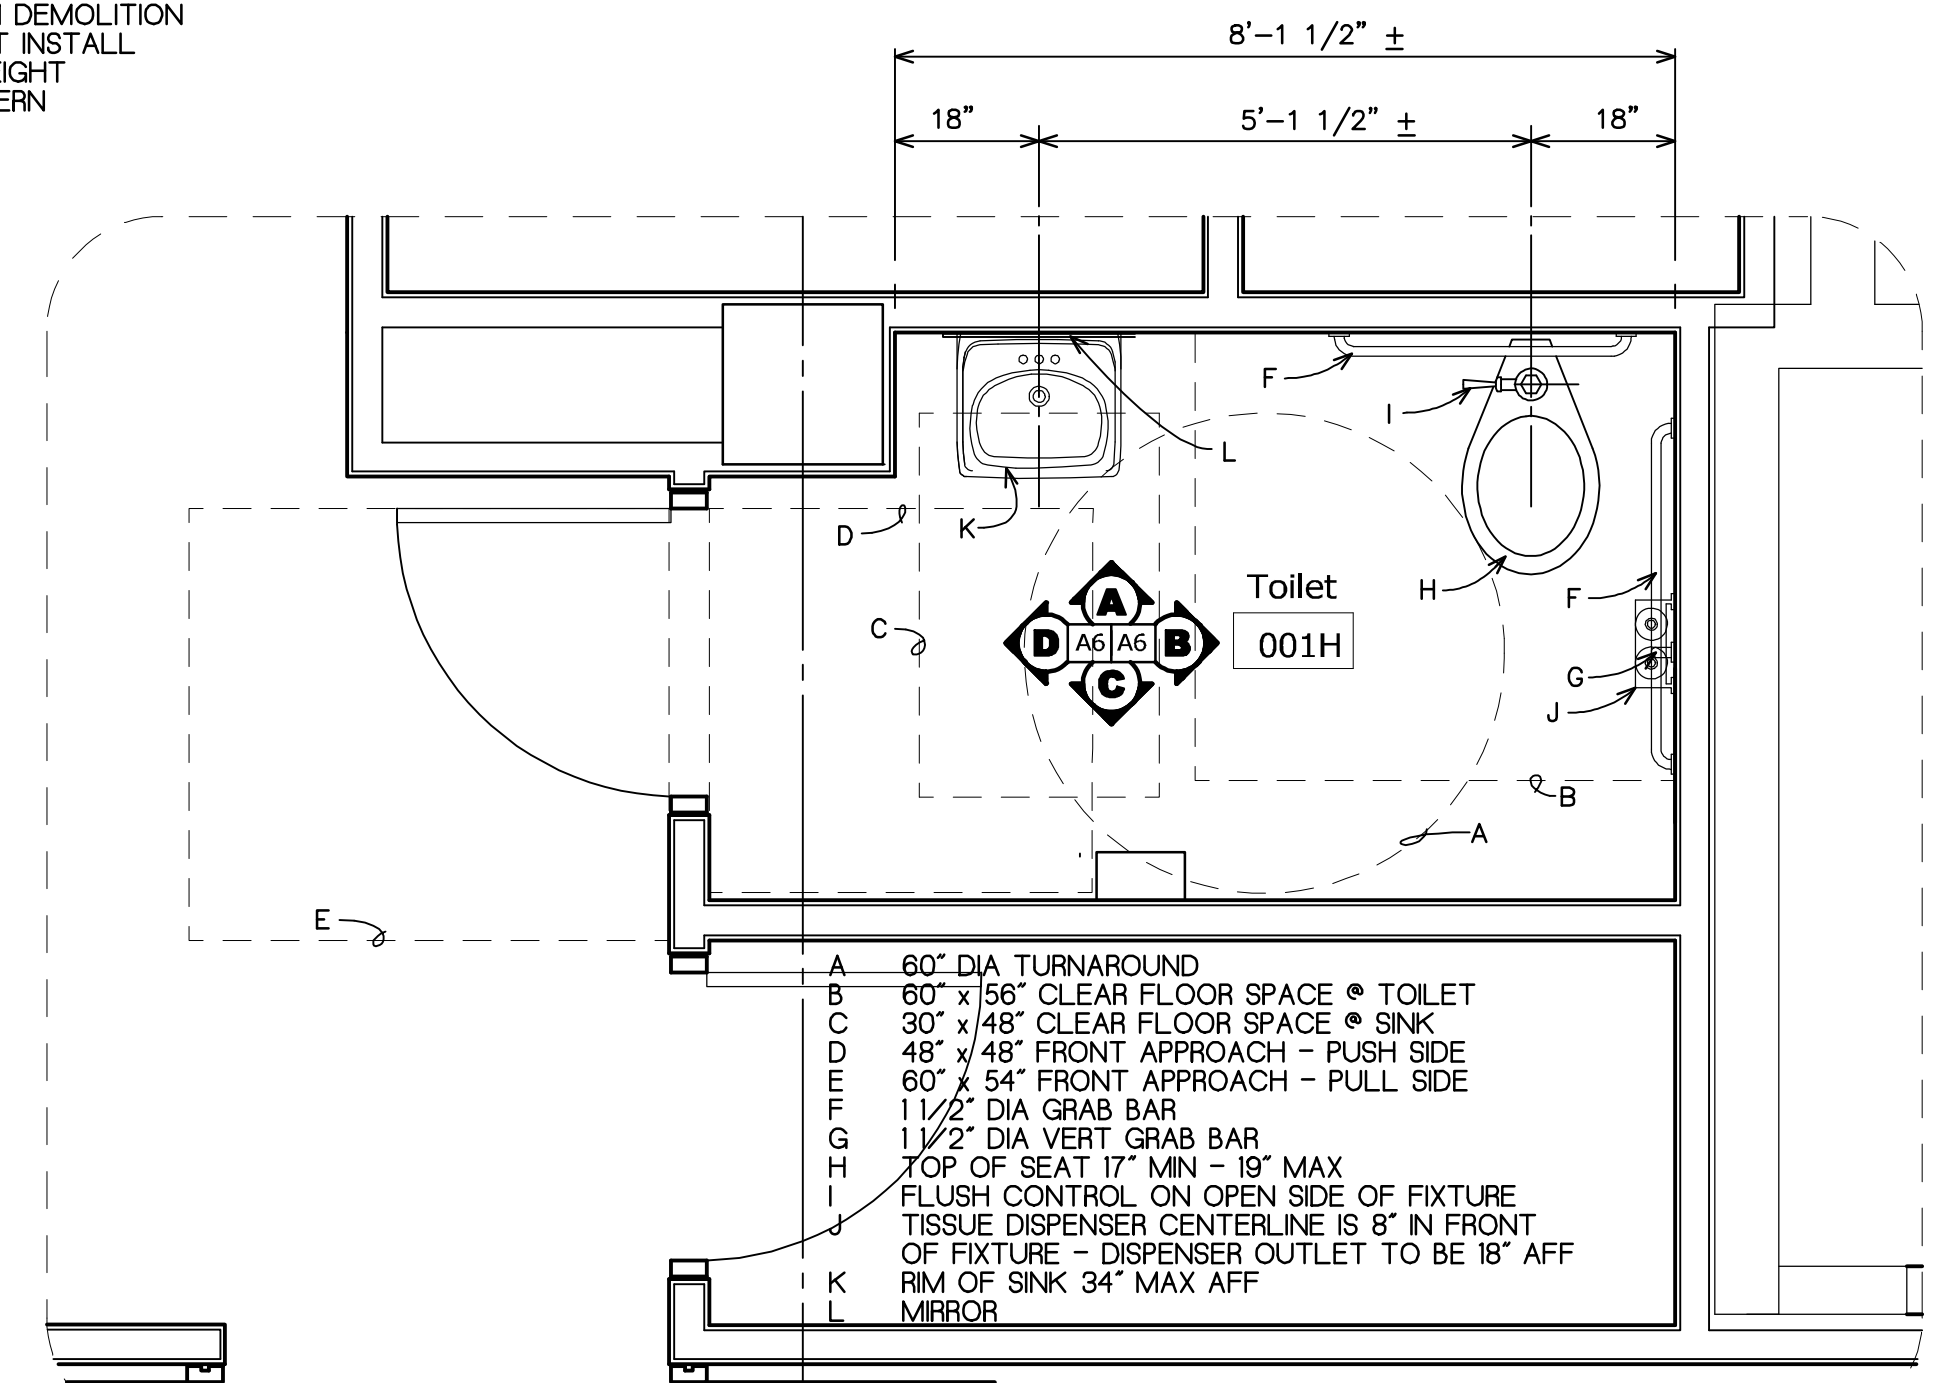 DEMOLITION
INSTALL
8'-1 1/2" ±
18"
5'-1 1/2" ±
18"
F
I
L
D
K
H
F
C
Toilet
001H
A
D
A6
A6
B
C
G
J
B
A
E
A 60" DIA TURNAROUND
B 60" x 56" CLEAR FLOOR SPACE @ TOILET
C 30" x 48" CLEAR FLOOR SPACE @ SINK
D 48" x 48" FRONT APPROACH - PUSH SIDE
E 60" x 54" FRONT APPROACH - PULL SIDE
F 1 1/2" DIA GRAB BAR
G 1 1/2" DIA VERT GRAB BAR
H TOP OF SEAT 17" MIN - 19" MAX
I FLUSH CONTROL ON OPEN SIDE OF FIXTURE
J TISSUE DISPENSER CENTERLINE IS 8" IN FRONT
OF FIXTURE - DISPENSER OUTLET TO BE 18" AFF
K RIM OF SINK 34" MAX AFF
L MIRROR